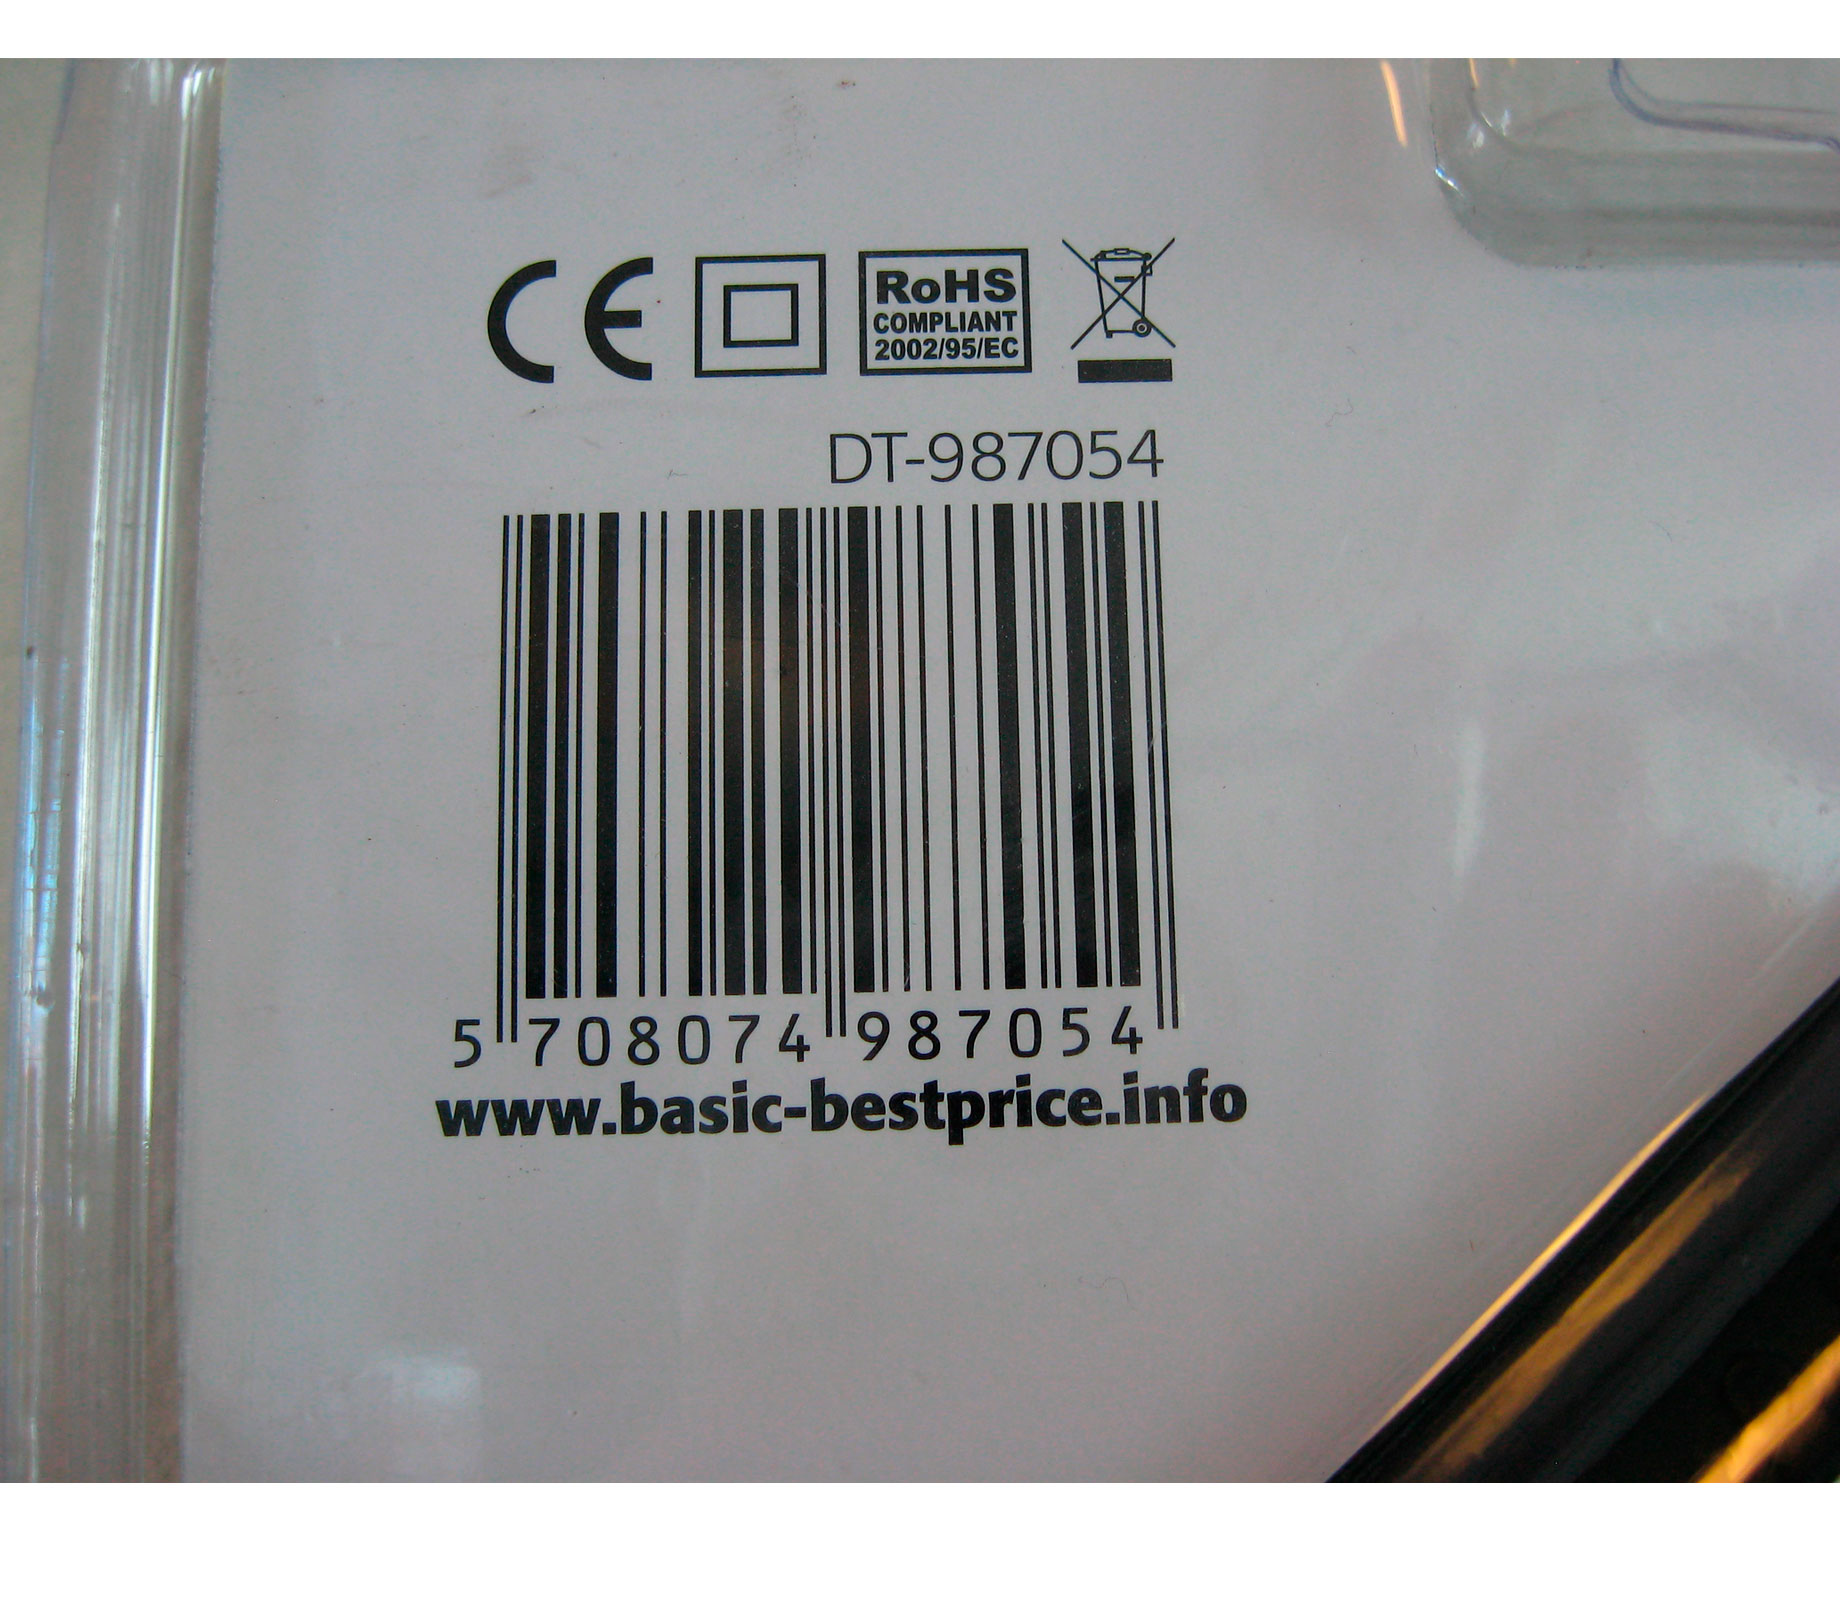 CE RoHS
COMPLIANT
2002/95/EC
DT-987054
5 708074 987054
www.basic-bestprice.info